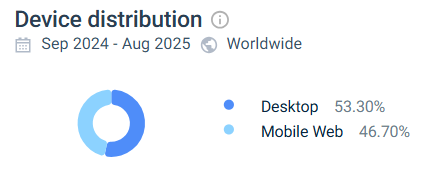 Device distribution
Sep 2024 - Aug 2025 Worldwide
Desktop 53.30%
Mobile Web 46.70%